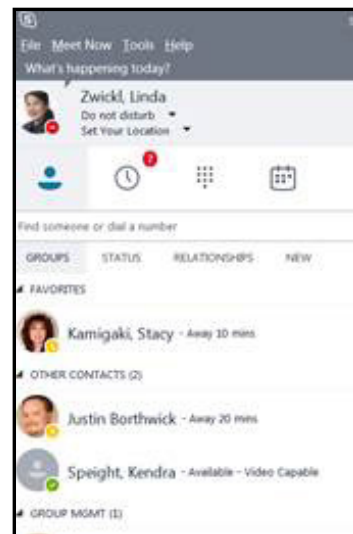 File Meet Now Tools Help
What's happening today?
Zwickl, Linda
Do not disturb
Set Your Location
7
Find someone or dial a number
GROUPS STATUS RELATIONSHIPS NEW
FAVORITES
Kamigaki, Stacy - Away 10 mins
OTHER CONTACTS (2)
Justin Borthwick - Away 20 mins
Speight, Kendra - Available - Video Capable
GROUP MGMT (1)